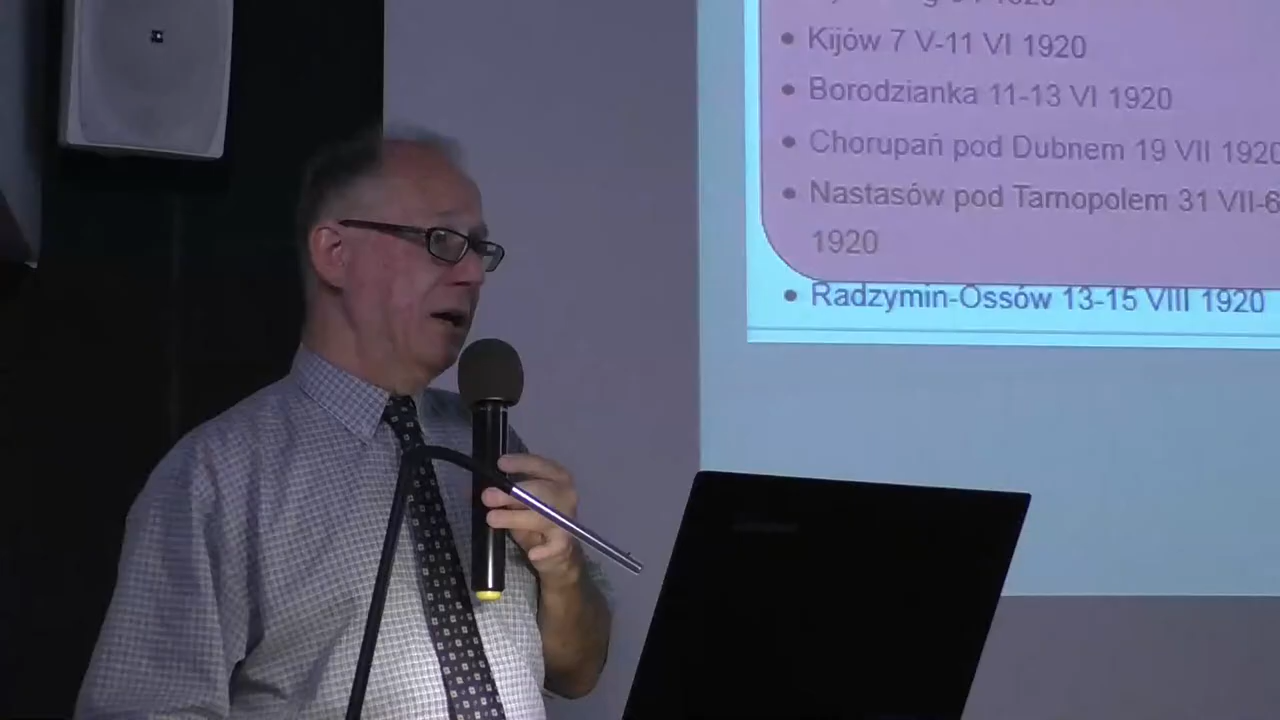 • Kijów 7 V-11 VI 1920
• Borodzianka 11-13 VI 1920
• Chorupań pod Dubnem 19 VII 1920
• Nastasów pod Tarnopolem 31 VII-6
1920
• Radzymin-Ossów 13-15 VIII 1920